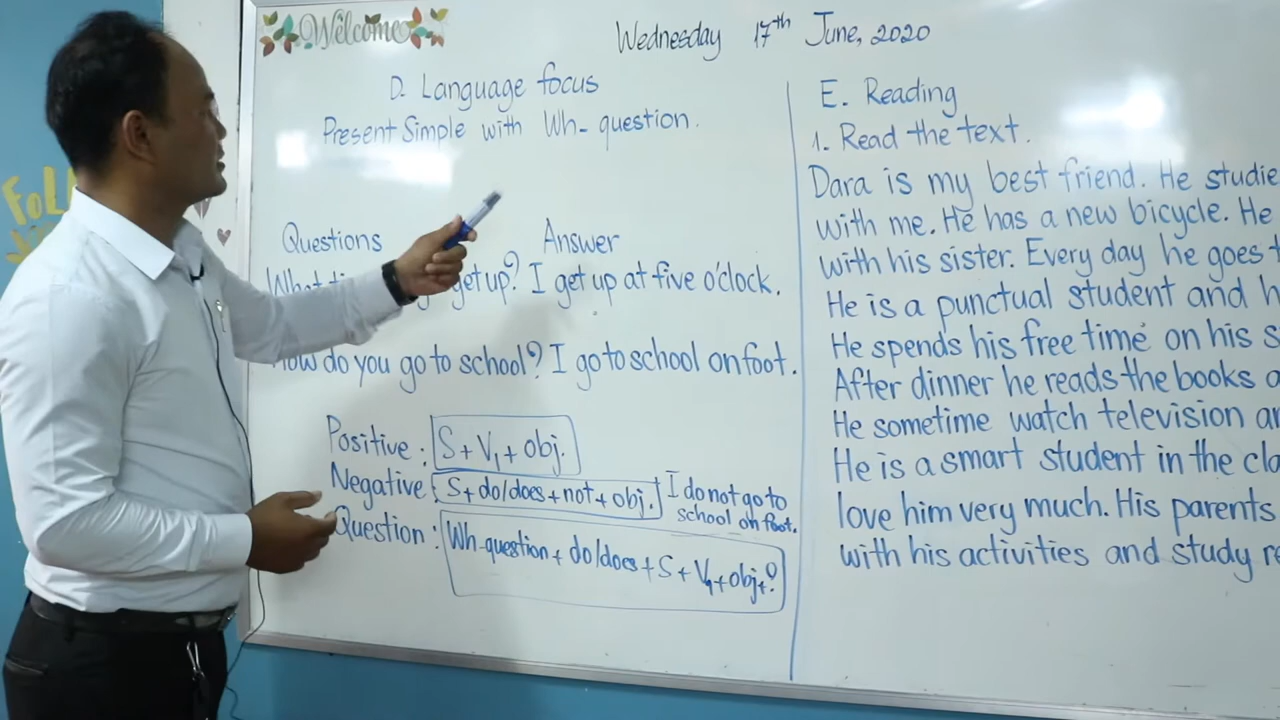 Welcome
Wednesday 17th June, 2020
D. Language focus
Present Simple with Wh- question.
Questions Answer
get up? I get up at five o'clock.
How do you go to school? I go to school on foot.
Positive : S + V1 + obj.
Negative : S + do/does + not + obj. I do not go to
school on foot.
Question : Wh-question + do/does + S + V1 + obj + ?
E. Reading
1. Read the text.
Dara is my best friend. He studie
with me. He has a new bicycle. He
with his sister. Every day he goes t
He is a punctual student and h
He spends his free time on his s
After dinner he reads the books a
He sometime watch television an
He is a smart student in the cla
love him very much. His parents
with his activities and study re
FOL